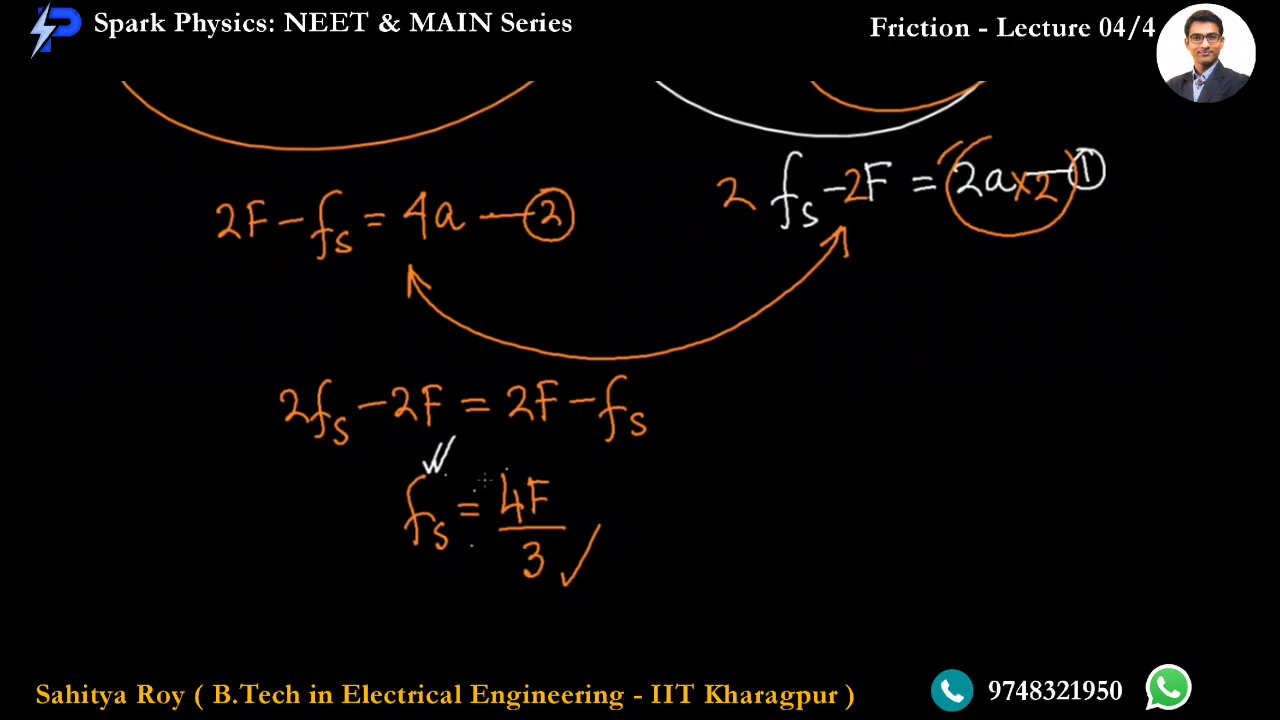 Spark Physics: NEET & MAIN Series
Friction - Lecture 04/4
2 fs - 2F = 2a × 2 — ①
2F - fs = 4a — ②
2fs - 2F = 2F - fs
fs = 4F/3 ✓
Sahitya Roy ( B.Tech in Electrical Engineering - IIT Kharagpur )
9748321950